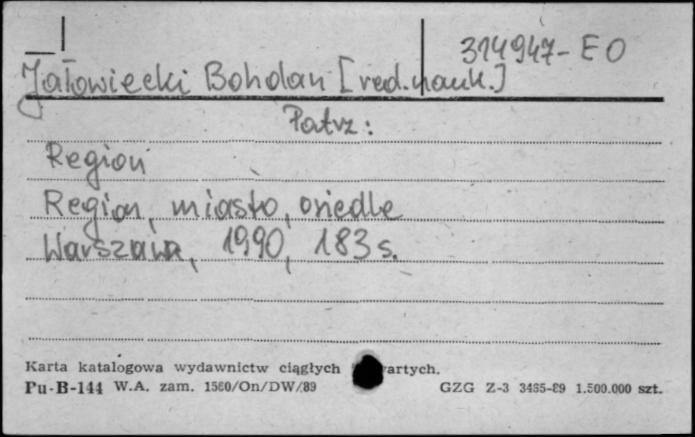 314947-EO
Jałowiecki Bohdan [red.nauk.]
Patrz:
Region
Region, miasto, osiedle
Warszawa, 1990, 183 s.
Karta katalogowa wydawnictw ciągłych artych.
Pu-B-144 W.A. zam. 1560/On/DW/89 GZG Z-3 3485-89 1.500.000 szt.